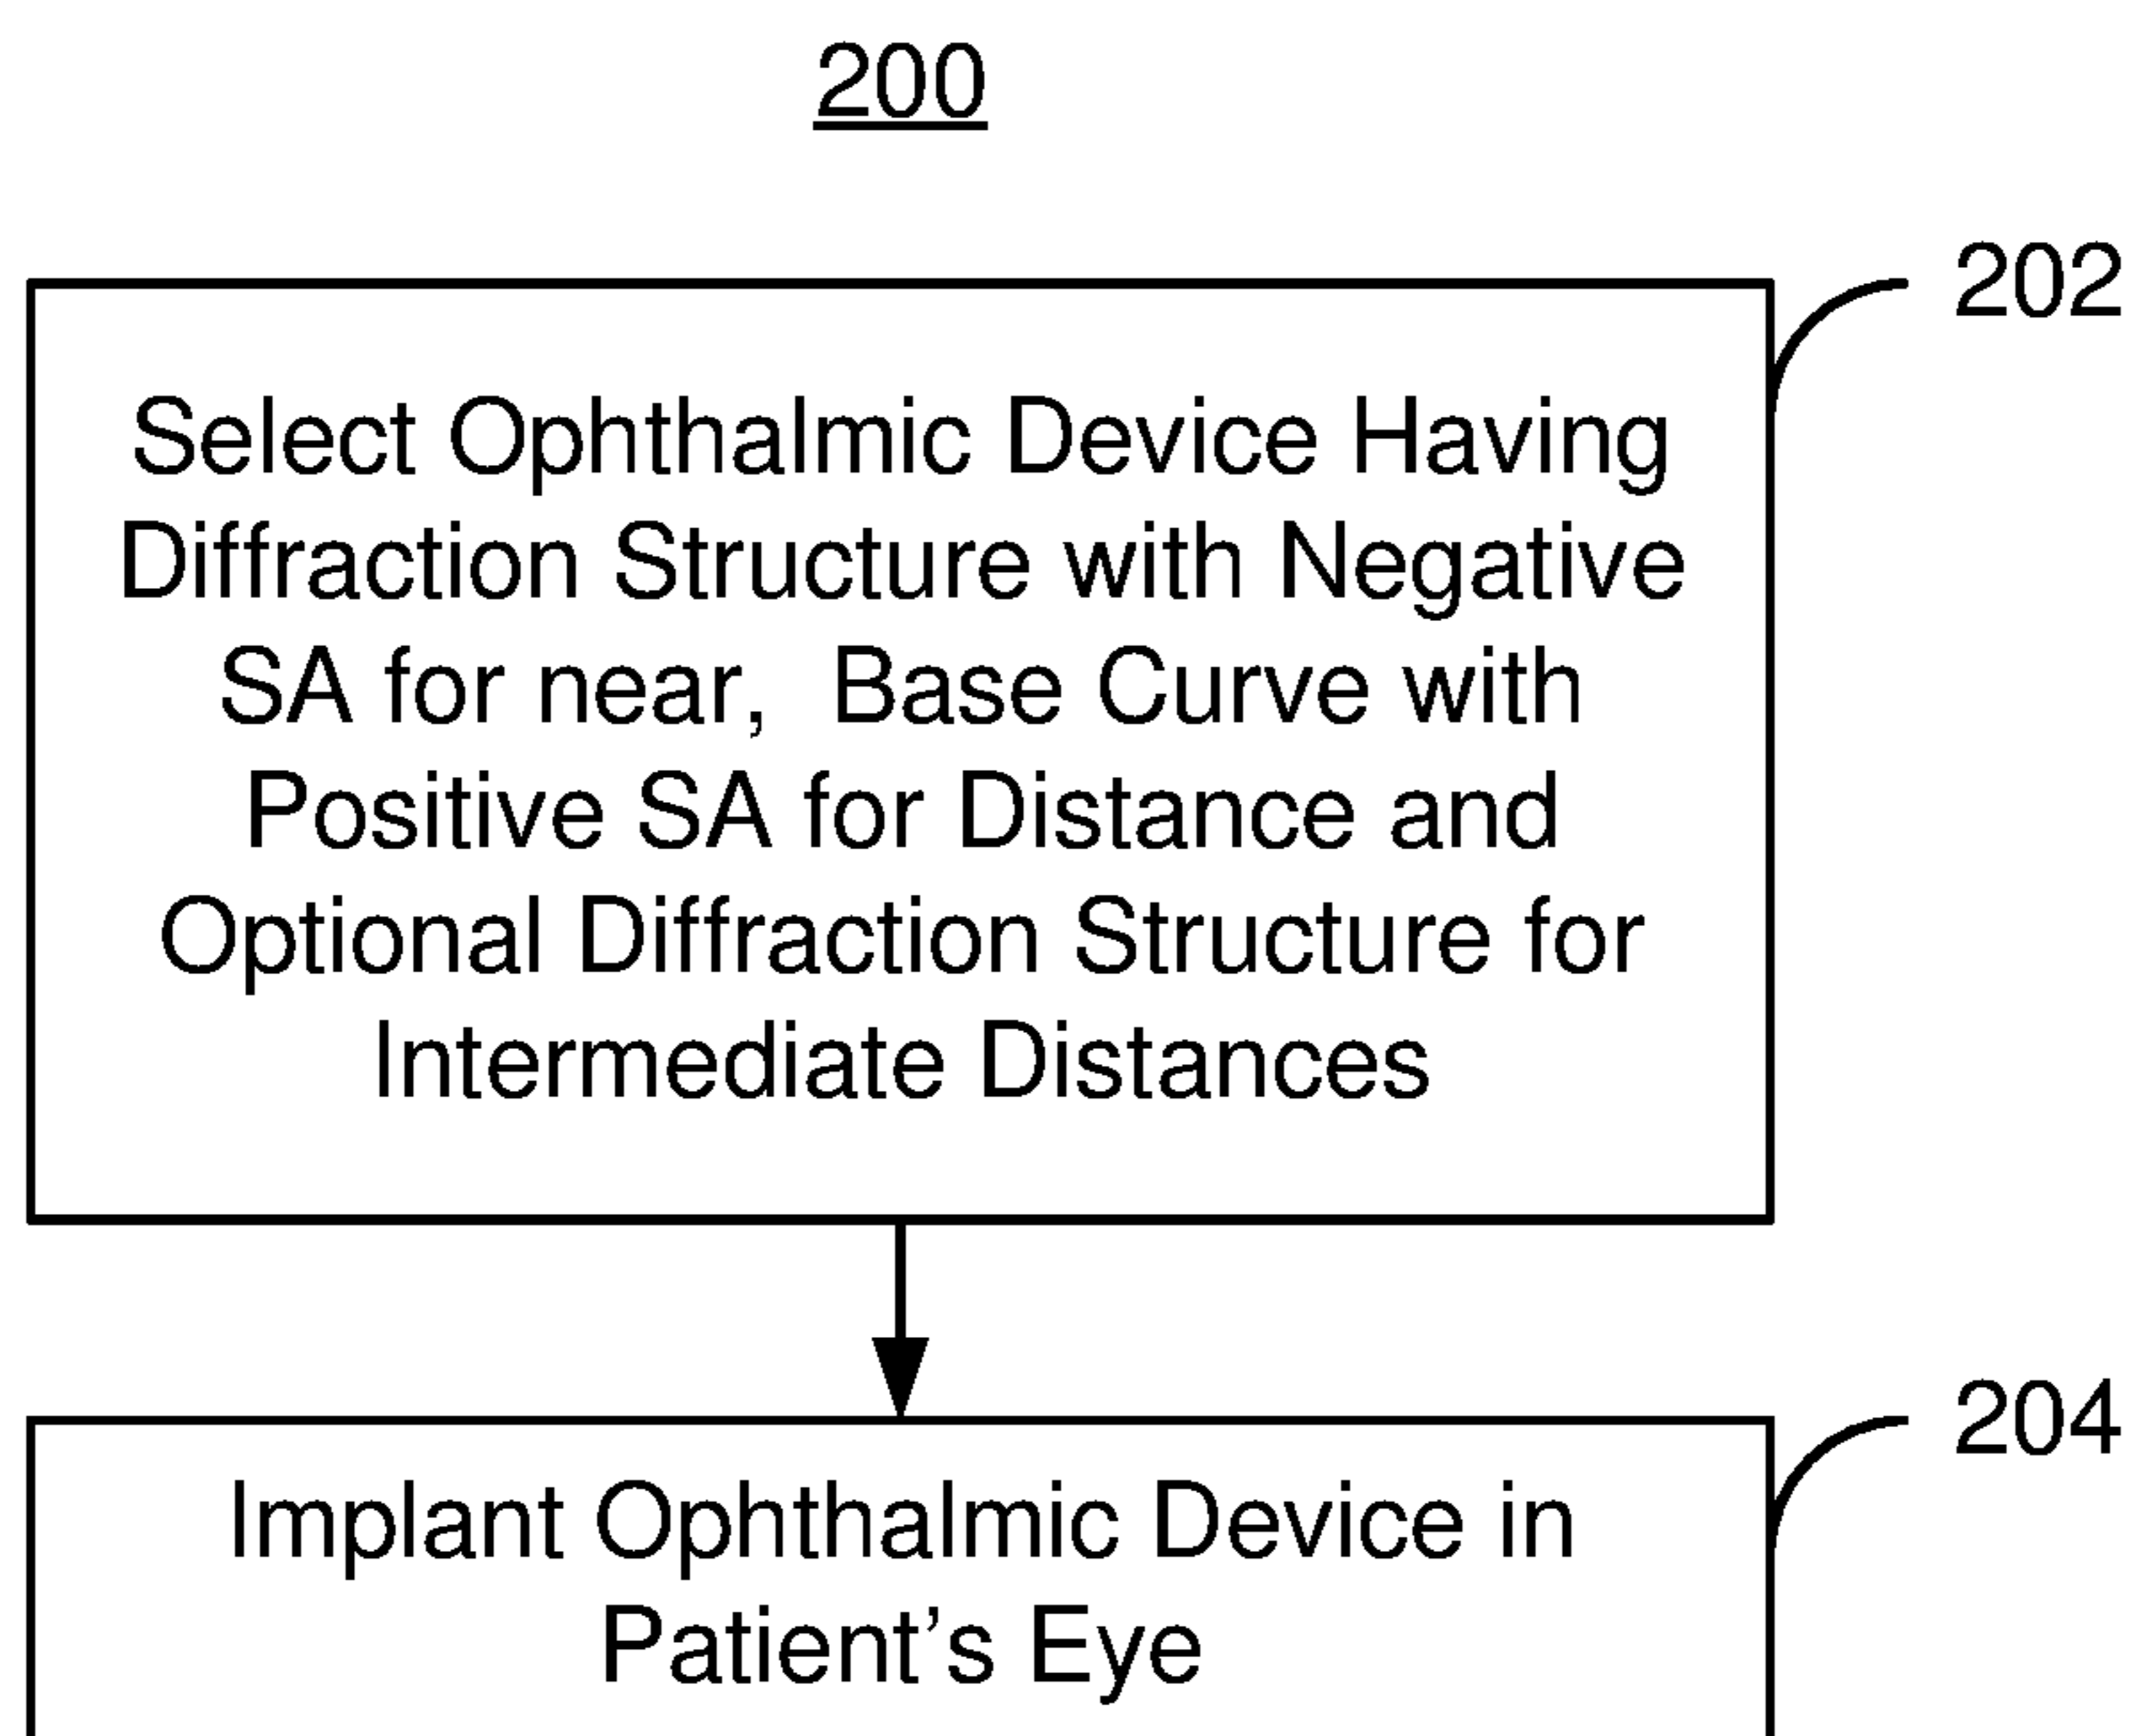 200
202
Select Ophthalmic Device Having
Diffraction Structure with Negative
SA for near, Base Curve with
Positive SA for Distance and
Optional Diffraction Structure for
Intermediate Distances
204
Implant Ophthalmic Device in
Patient's Eye